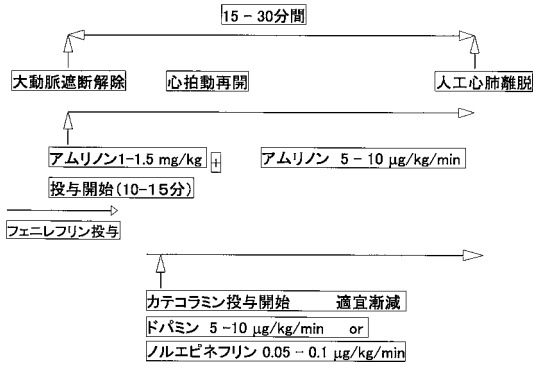 15－30分間
大動脈遮断解除　心拍動再開　人工心肺離脱
アムリノン1-1.5 mg/kg + アムリノン 5－10 μg/kg/min
投与開始(10-15分)
フェニレフリン投与
カテコラミン投与開始　適宜漸減
ドパミン 5－10 μg/kg/min or
ノルエピネフリン 0.05－0.1 μg/kg/min